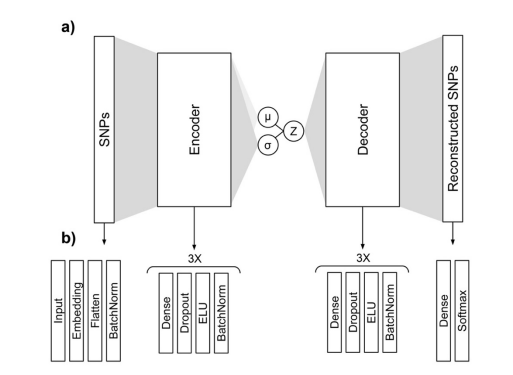 a)
SNPs
Encoder
μ
σ
Z
Decoder
Reconstructed SNPs
b)
3X
3X
Input
Embedding
Flatten
BatchNorm
Dense
Dropout
ELU
BatchNorm
Dense
Dropout
ELU
BatchNorm
Dense
Softmax